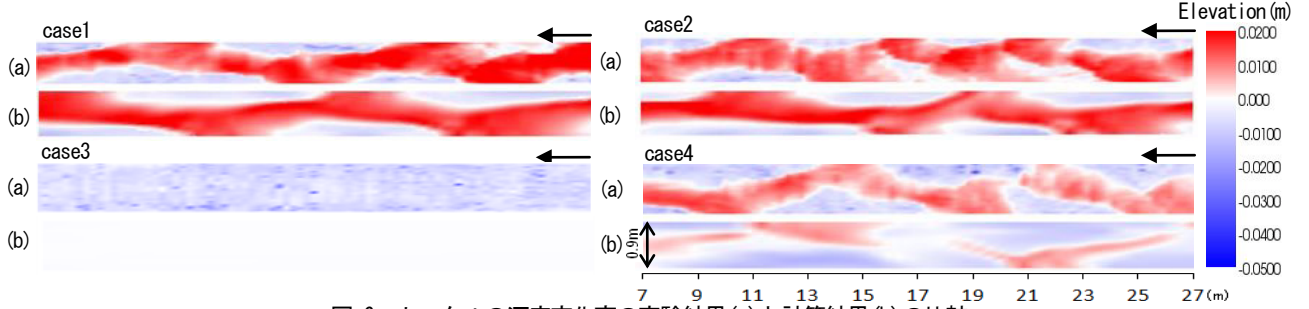 Elevation(m)
case1
(a)
(b)
case2
(a)
(b)
case3
(a)
(b)
case4
(a)
(b)
0.9m
0.0200
0.0100
0.000
-0.0100
-0.0200
-0.0300
-0.0400
-0.0500
7 9 11 13 15 17 19 21 23 25 27(m)